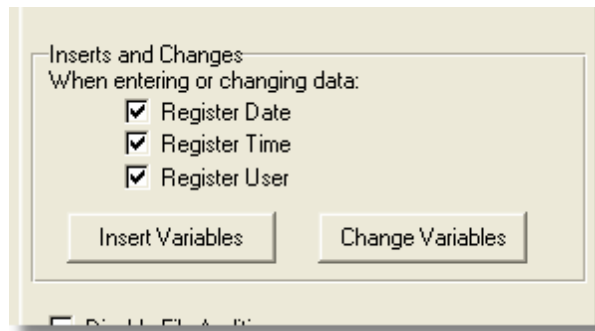 Inserts and Changes
When entering or changing data:
Register Date
Register Time
Register User
Insert Variables Change Variables